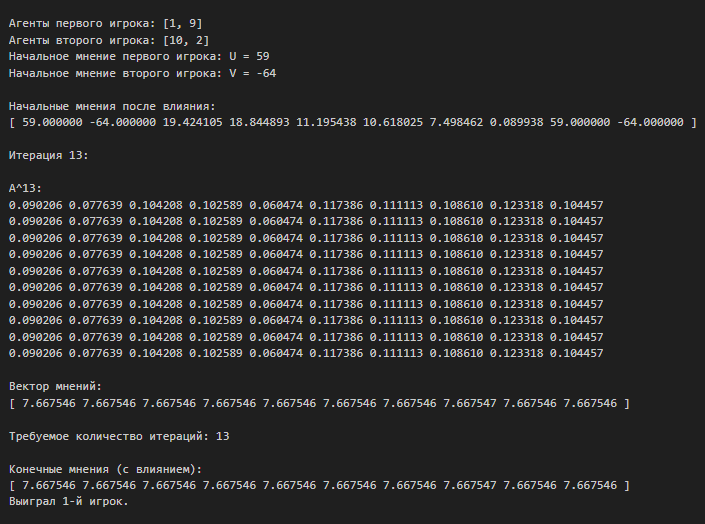 Агенты первого игрока: [1, 9]
Агенты второго игрока: [10, 2]
Начальное мнение первого игрока: U = 59
Начальное мнение второго игрока: V = -64
Начальные мнения после влияния:
[ 59.000000 -64.000000 19.424105 18.844893 11.195438 10.618025 7.498462 0.089938 59.000000 -64.000000 ]
Итерация 13:
A^13:
0.090206 0.077639 0.104208 0.102589 0.060474 0.117386 0.111113 0.108610 0.123318 0.104457
0.090206 0.077639 0.104208 0.102589 0.060474 0.117386 0.111113 0.108610 0.123318 0.104457
0.090206 0.077639 0.104208 0.102589 0.060474 0.117386 0.111113 0.108610 0.123318 0.104457
0.090206 0.077639 0.104208 0.102589 0.060474 0.117386 0.111113 0.108610 0.123318 0.104457
0.090206 0.077639 0.104208 0.102589 0.060474 0.117386 0.111113 0.108610 0.123318 0.104457
0.090206 0.077639 0.104208 0.102589 0.060474 0.117386 0.111113 0.108610 0.123318 0.104457
0.090206 0.077639 0.104208 0.102589 0.060474 0.117386 0.111113 0.108610 0.123318 0.104457
0.090206 0.077639 0.104208 0.102589 0.060474 0.117386 0.111113 0.108610 0.123318 0.104457
0.090206 0.077639 0.104208 0.102589 0.060474 0.117386 0.111113 0.108610 0.123318 0.104457
0.090206 0.077639 0.104208 0.102589 0.060474 0.117386 0.111113 0.108610 0.123318 0.104457
Вектор мнений:
[ 7.667546 7.667546 7.667546 7.667546 7.667546 7.667546 7.667546 7.667547 7.667546 7.667546 ]
Требуемое количество итераций: 13
Конечные мнения (с влиянием):
[ 7.667546 7.667546 7.667546 7.667546 7.667546 7.667546 7.667546 7.667547 7.667546 7.667546 ]
Выиграл 1-й игрок.